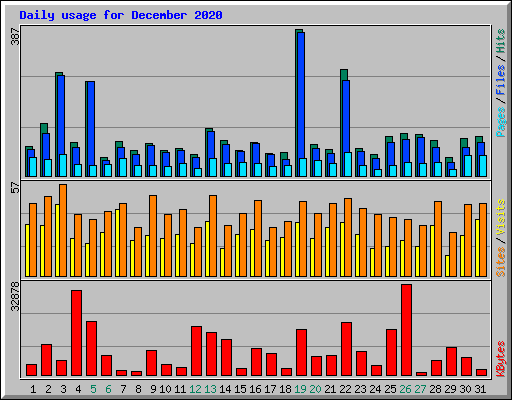 Daily usage for December 2020
387
Pages / Files / Hits
57
Sites / Visits
32878
KBytes
1 2 3 4 5 6 7 8 9 10 11 12 13 14 15 16 17 18 19 20 21 22 23 24 25 26 27 28 29 30 31